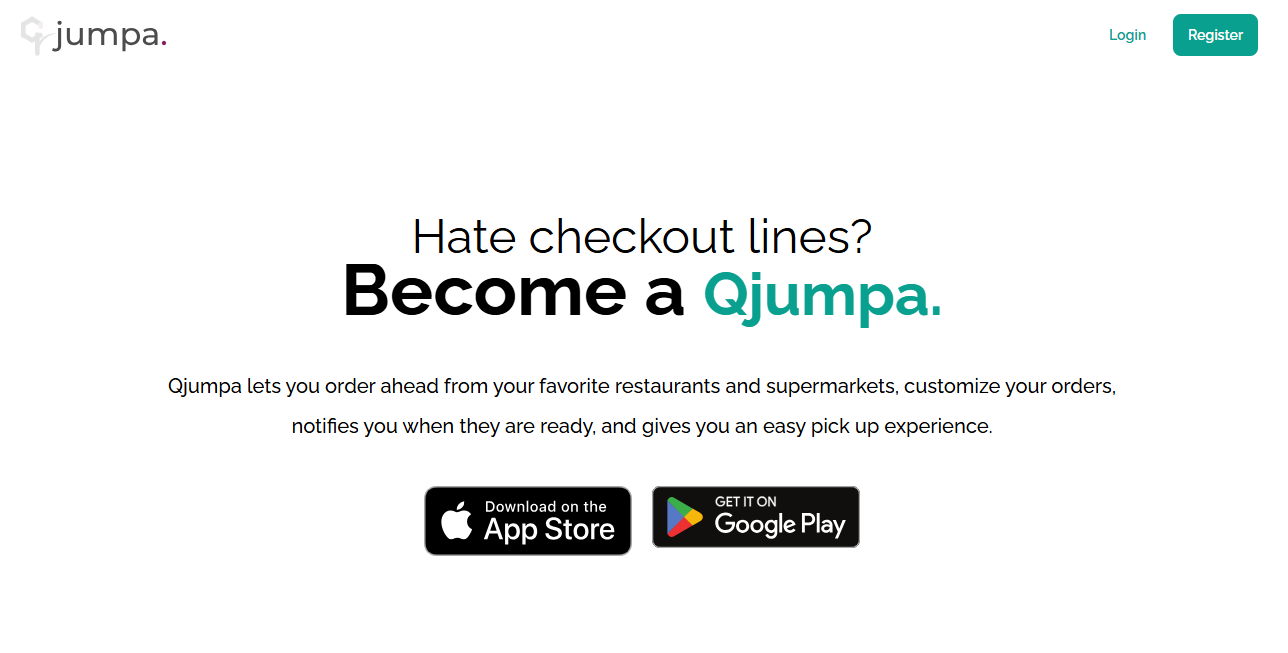 Qjumpa.
Login
Register
Hate checkout lines?
Become a Qjumpa.
Qjumpa lets you order ahead from your favorite restaurants and supermarkets, customize your orders,
notifies you when they are ready, and gives you an easy pick up experience.
Download on the
App Store
GET IT ON
Google Play